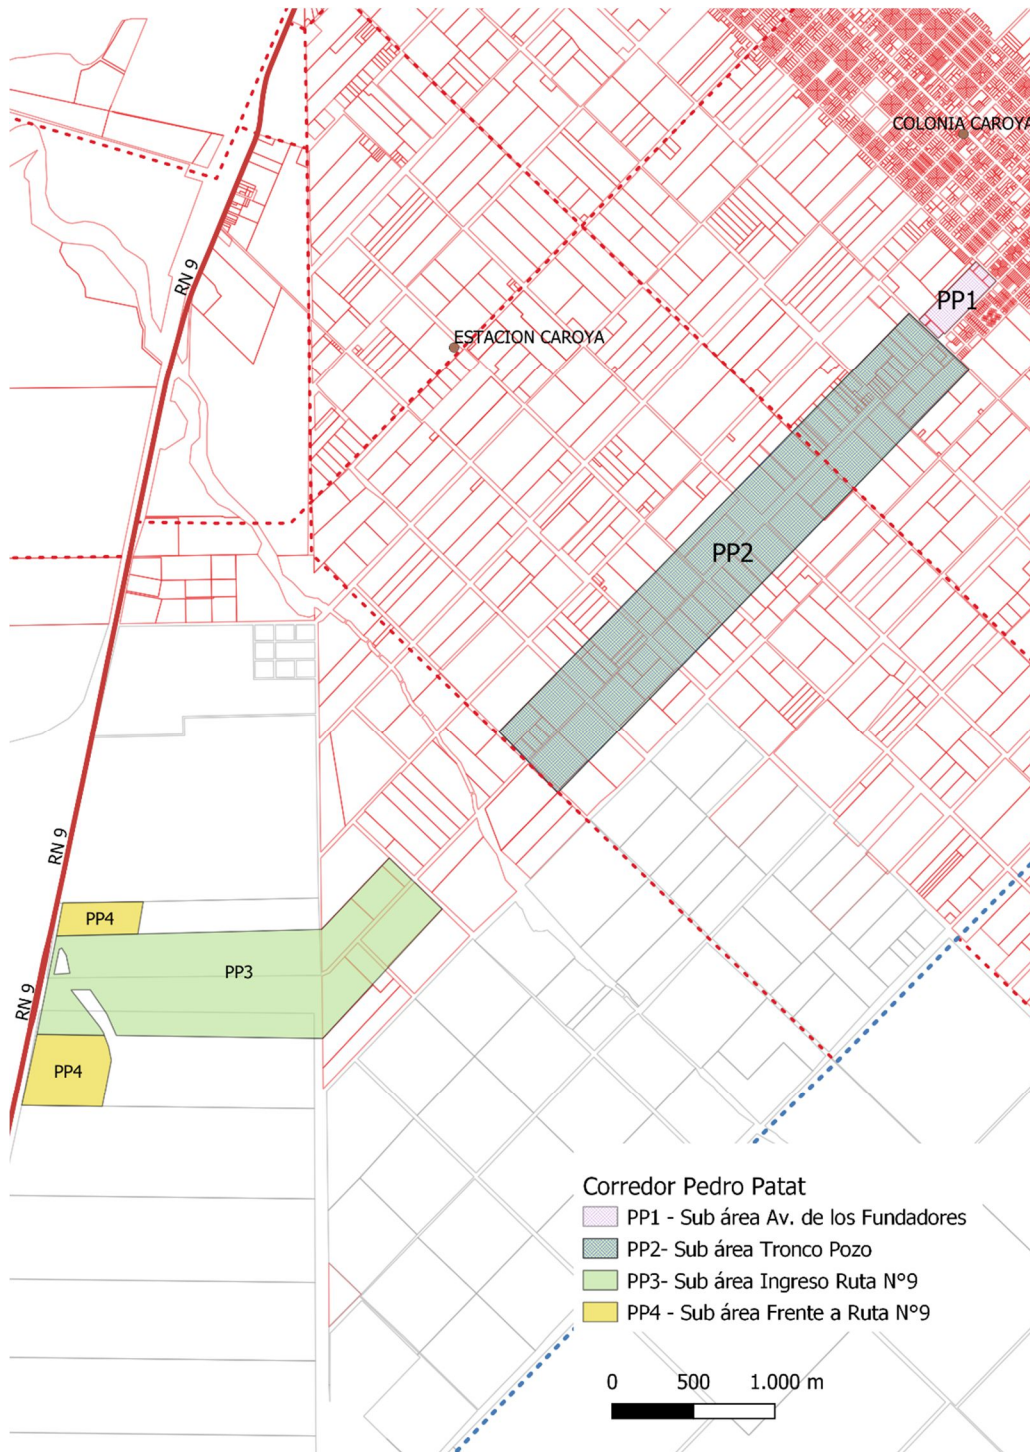 COLONIA CAROYA
RN 9
PP1
ESTACION CAROYA
PP2
RN 9
PP4
PP3
RN 9
PP4
Corredor Pedro Patat
PP1 - Sub área Av. de los Fundadores
PP2- Sub área Tronco Pozo
PP3- Sub área Ingreso Ruta N°9
PP4 - Sub área Frente a Ruta N°9
0 500 1.000 m